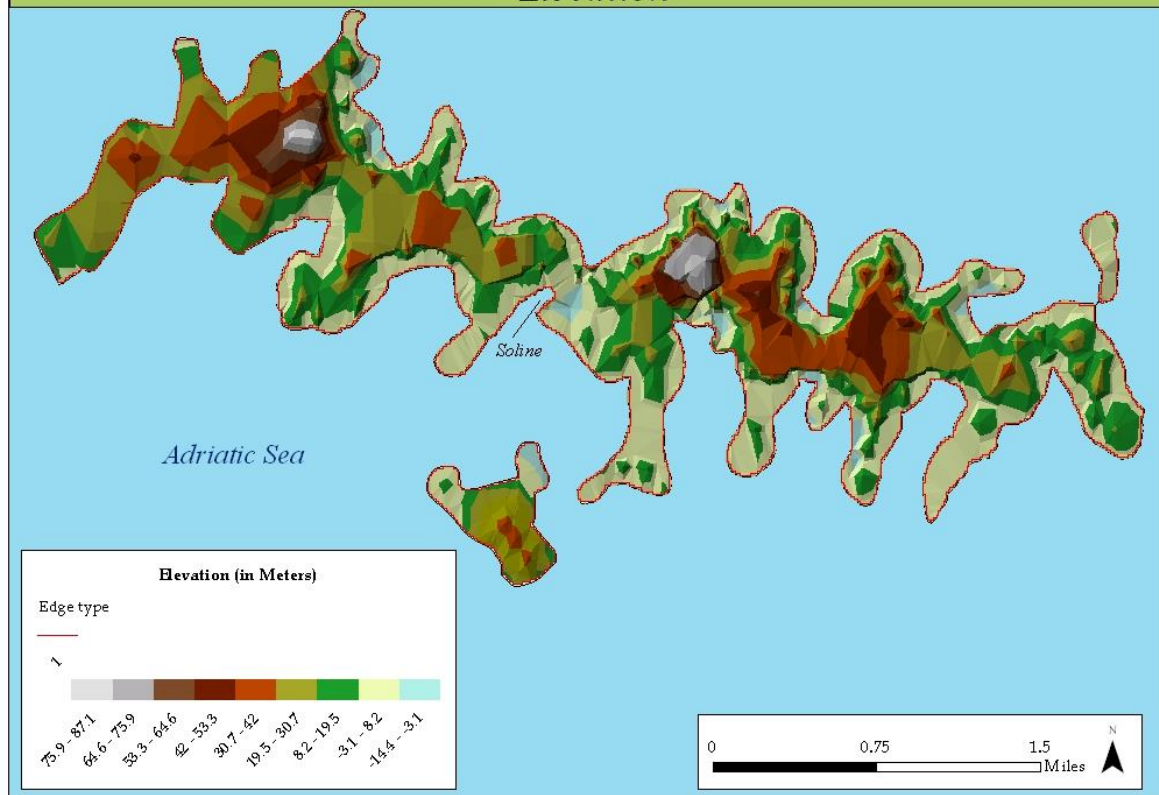 Elevation
Soline
Adriatic Sea
Elevation (in Meters)
Edge type
1
75.9 - 87.1
64.6 - 75.9
53.3 - 64.6
42 - 53.3
30.7 - 42
19.5 - 30.7
8.2 - 19.5
-3.1 - 8.2
-14.4 - -3.1
0 0.75 1.5
Miles
N